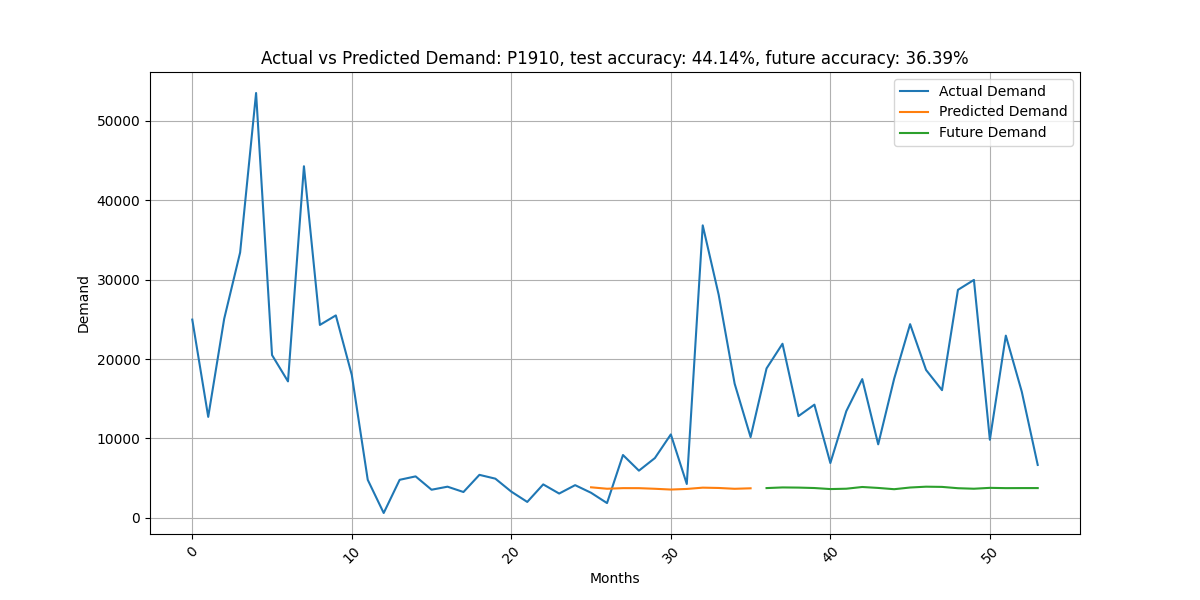 Actual vs Predicted Demand: P1910, test accuracy: 44.14%, future accuracy: 36.39%
Actual Demand
Predicted Demand
Future Demand
50000
40000
30000
20000
10000
0
Demand
0
10
20
30
40
50
Months